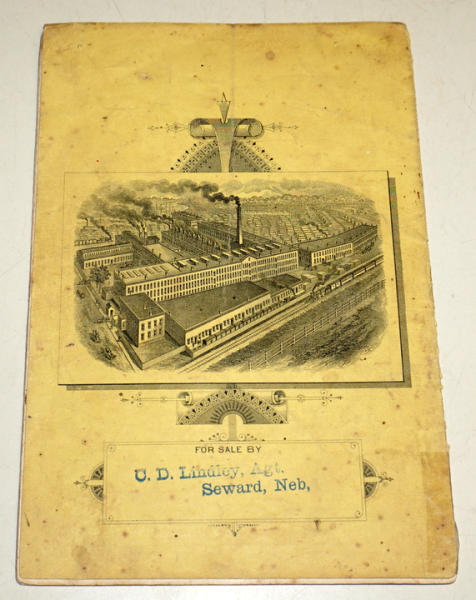 FOR SALE BY
C. D. Lindley, Agt.
Seward, Neb,